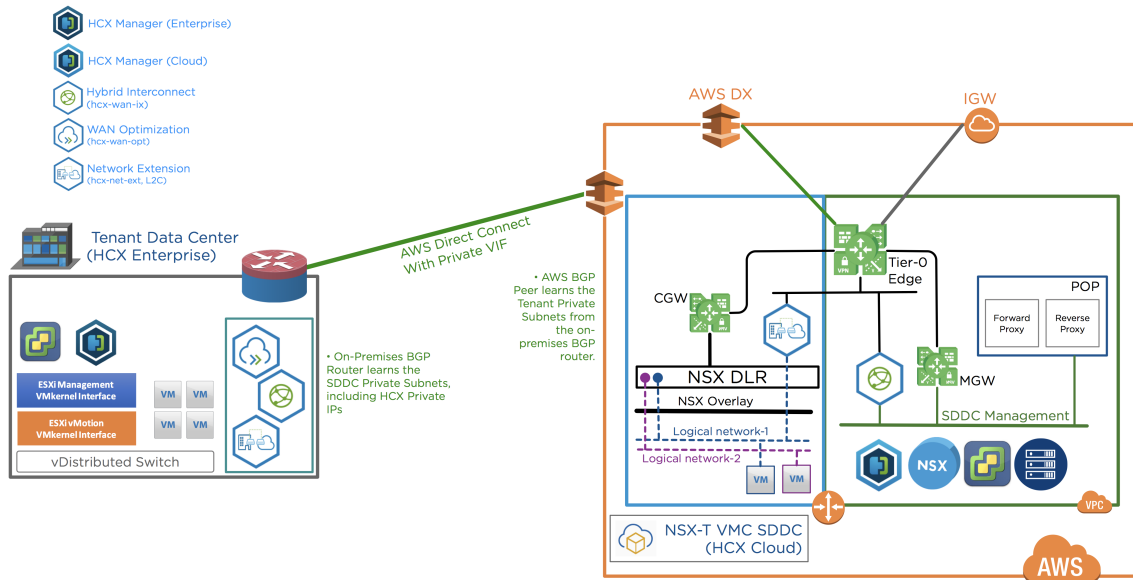 HCX Manager (Enterprise)
HCX Manager (Cloud)
Hybrid Interconnect
(hcx-wan-ix)
WAN Optimization
(hcx-wan-opt)
Network Extension
(hcx-net-ext, L2C)
Tenant Data Center
(HCX Enterprise)
ESXi Management
VMkernel Interface
ESXi vMotion
VMkernel Interface
VM
VM
VM
VM
vDistributed Switch
• On-Premises BGP
Router learns the
SDDC Private Subnets,
including HCX Private
IPs
AWS Direct Connect
With Private VIF
• AWS BGP
Peer learns the
Tenant Private
Subnets from
the on-
premises BGP
router.
AWS DX
IGW
VPN
Tier-0
Edge
CGW
NSX DLR
NSX Overlay
Logical network-1
Logical network-2
VM
VM
POP
Forward
Proxy
Reverse
Proxy
MGW
SDDC Management
NSX
VPC
NSX-T VMC SDDC
(HCX Cloud)
AWS